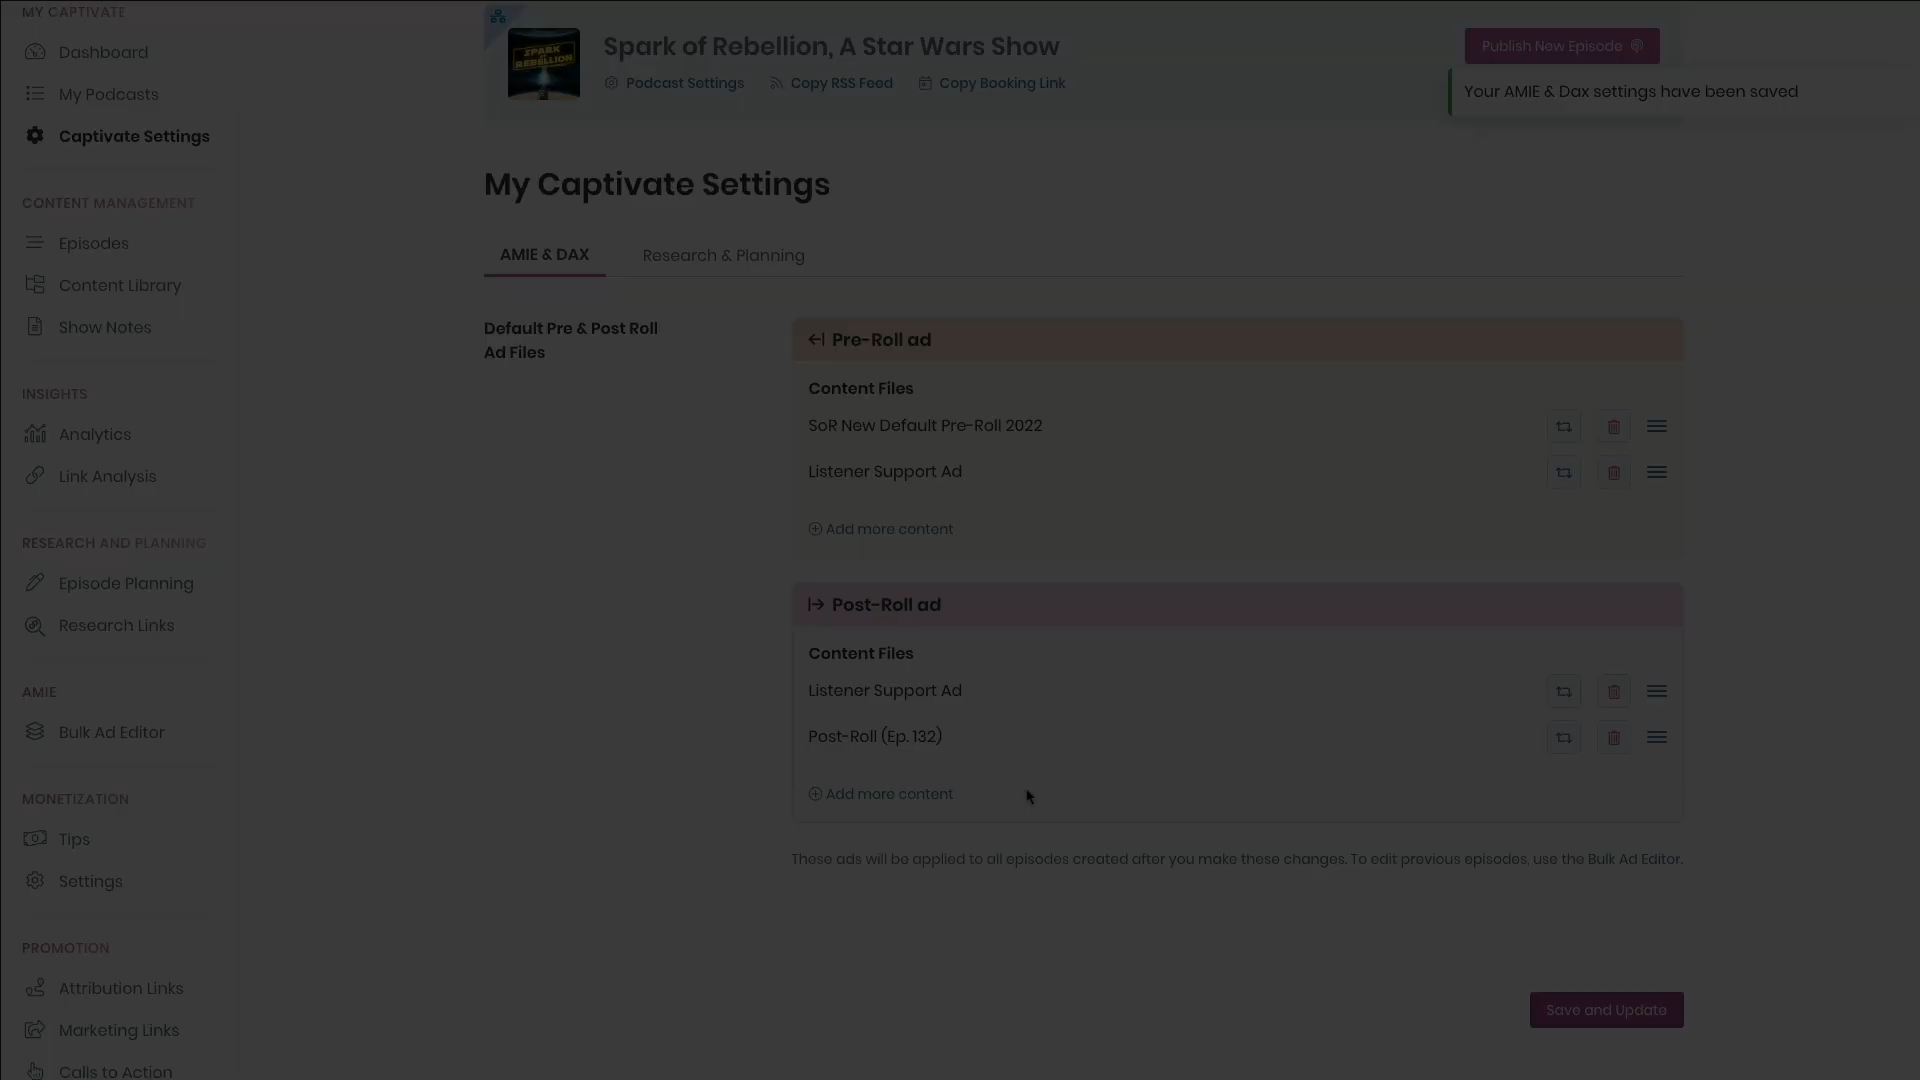 MY CAPTIVATE
Dashboard
My Podcasts
Captivate Settings
CONTENT MANAGEMENT
Episodes
Content Library
Show Notes
INSIGHTS
Analytics
Link Analysis
RESEARCH AND PLANNING
Episode Planning
Research Links
AMIE
Bulk Ad Editor
MONETIZATION
Tips
Settings
PROMOTION
Attribution Links
Marketing Links
Calls to Action
SPARK
OF
REBELLION
Spark of Rebellion, A Star Wars Show
Podcast Settings
Copy RSS Feed
Copy Booking Link
Publish New Episode
Your AMIE & Dax settings have been saved
My Captivate Settings
AMIE & DAX
Research & Planning
Default Pre & Post Roll
Ad Files
Pre-Roll ad
Content Files
SoR New Default Pre-Roll 2022
Listener Support Ad
Add more content
Post-Roll ad
Content Files
Listener Support Ad
Post-Roll (Ep. 132)
Add more content
These ads will be applied to all episodes created after you make these changes. To edit previous episodes, use the Bulk Ad Editor.
Save and Update